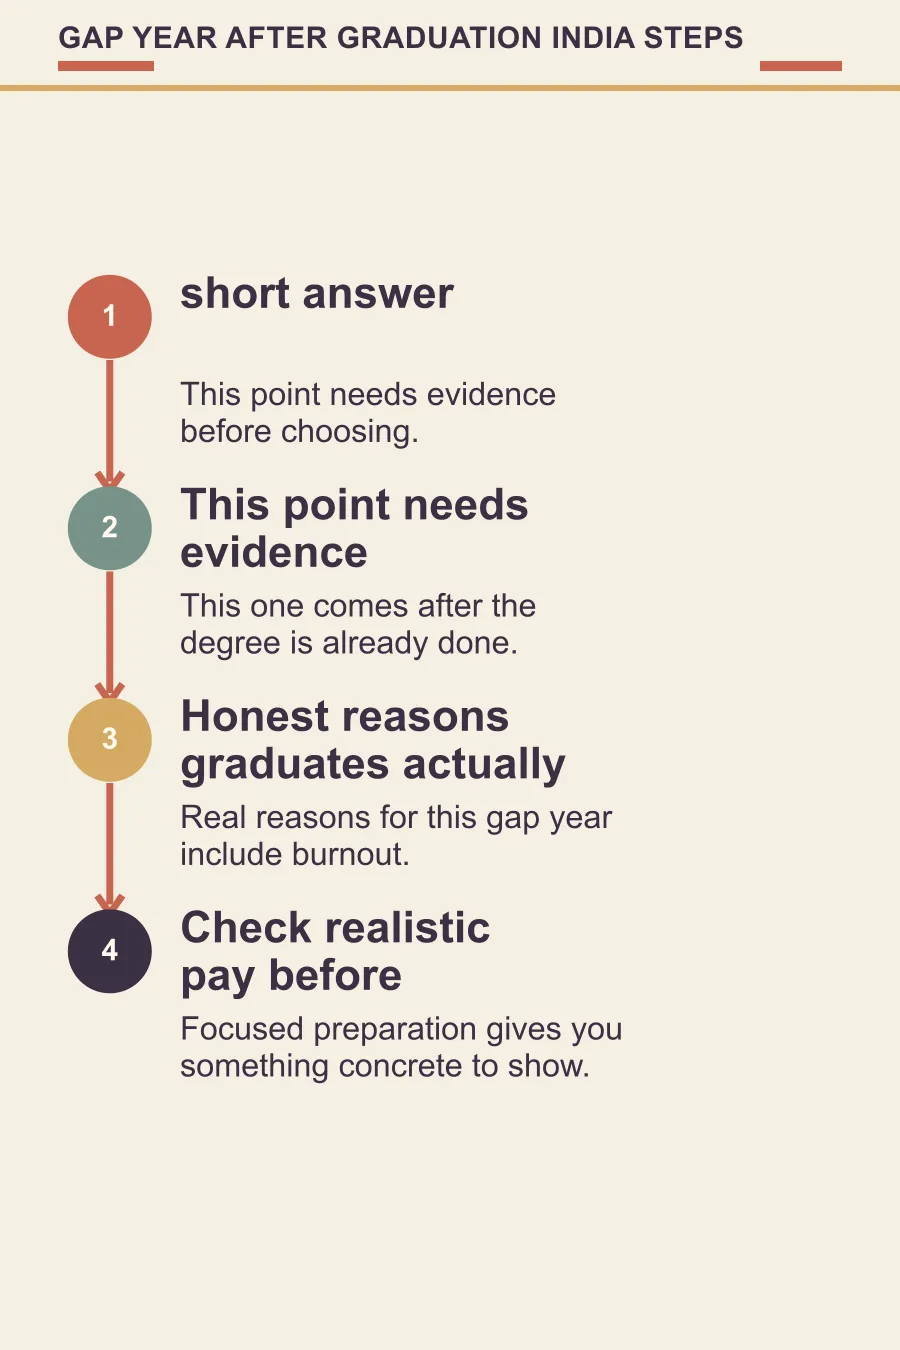 GAP YEAR AFTER GRADUATION INDIA STEPS
1
short answer
This point needs evidence
before choosing.
2
This point needs
evidence
This one comes after the
degree is already done.
3
Honest reasons
graduates actually
Real reasons for this gap year
include burnout.
4
Check realistic
pay before
Focused preparation gives you
something concrete to show.